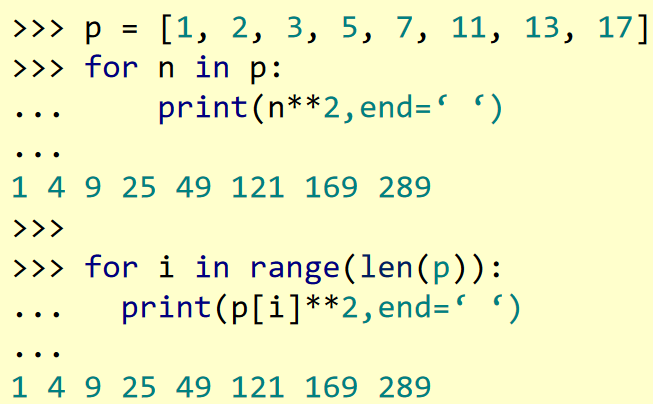 >>> p = [1, 2, 3, 5, 7, 11, 13, 17]
>>> for n in p:
...     print(n**2,end=‘ ‘)
...
1 4 9 25 49 121 169 289
>>>
>>> for i in range(len(p)):
...   print(p[i]**2,end=‘ ‘)
...
1 4 9 25 49 121 169 289